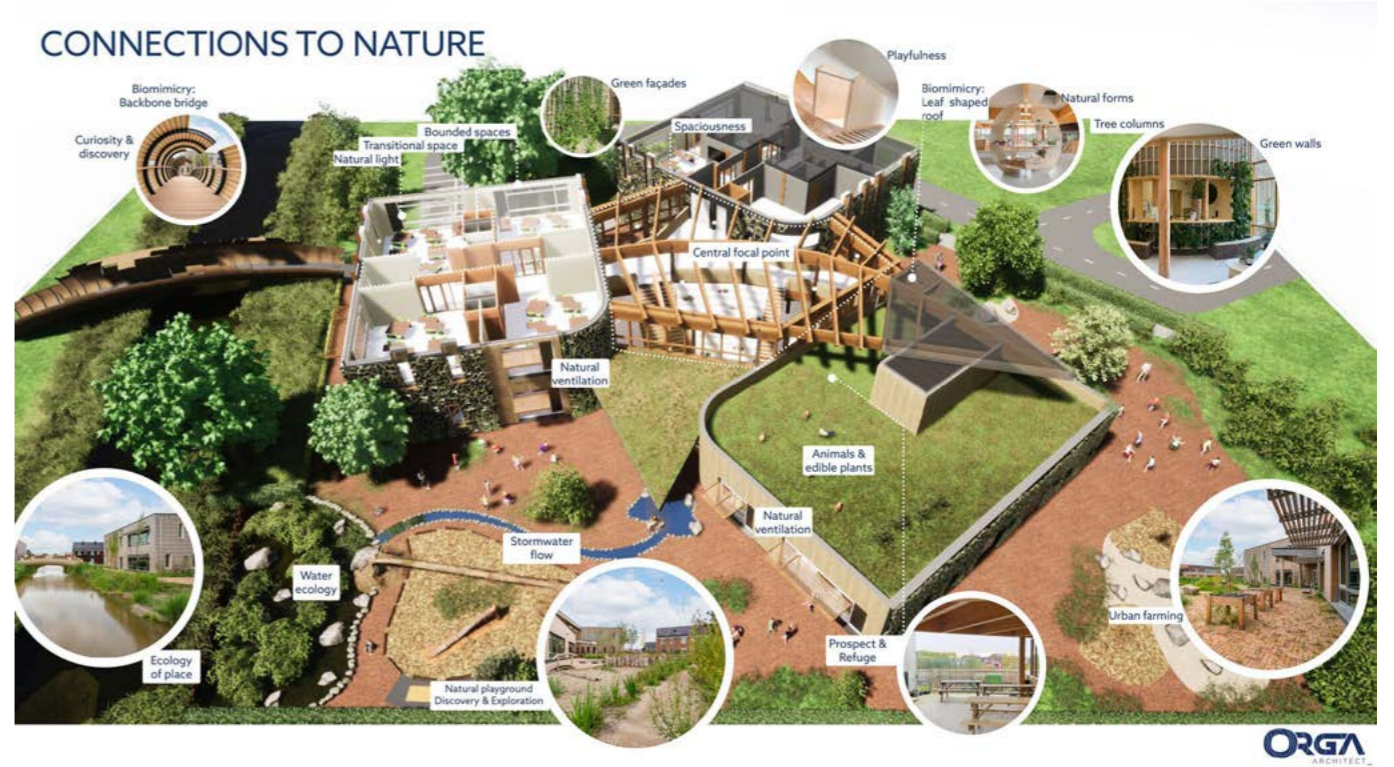 CONNECTIONS TO NATURE
Biomimicry:
Backbone bridge
Curiosity &
discovery
Bounded spaces
Transitional space
Natural light
Green façades
Spaciousness
Playfulness
Biomimicry:
Leaf shaped
roof
Natural forms
Tree columns
Green walls
Central focal point
Natural
ventilation
Animals &
edible plants
Natural
ventilation
Stormwater
flow
Water
ecology
Ecology
of place
Natural playground
Discovery & Exploration
Prospect &
Refuge
Urban farming
ORGA
ARCHITECT_